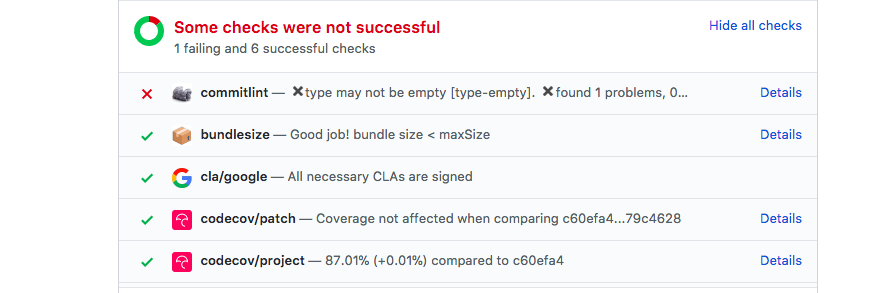 Some checks were not successful
Hide all checks
1 failing and 6 successful checks
commitlint — ✖type may not be empty [type-empty]. ✖found 1 problems, 0... Details
bundlesize — Good job! bundle size < maxSize Details
cla/google — All necessary CLAs are signed
codecov/patch — Coverage not affected when comparing c60efa4...79c4628 Details
codecov/project — 87.01% (+0.01%) compared to c60efa4 Details